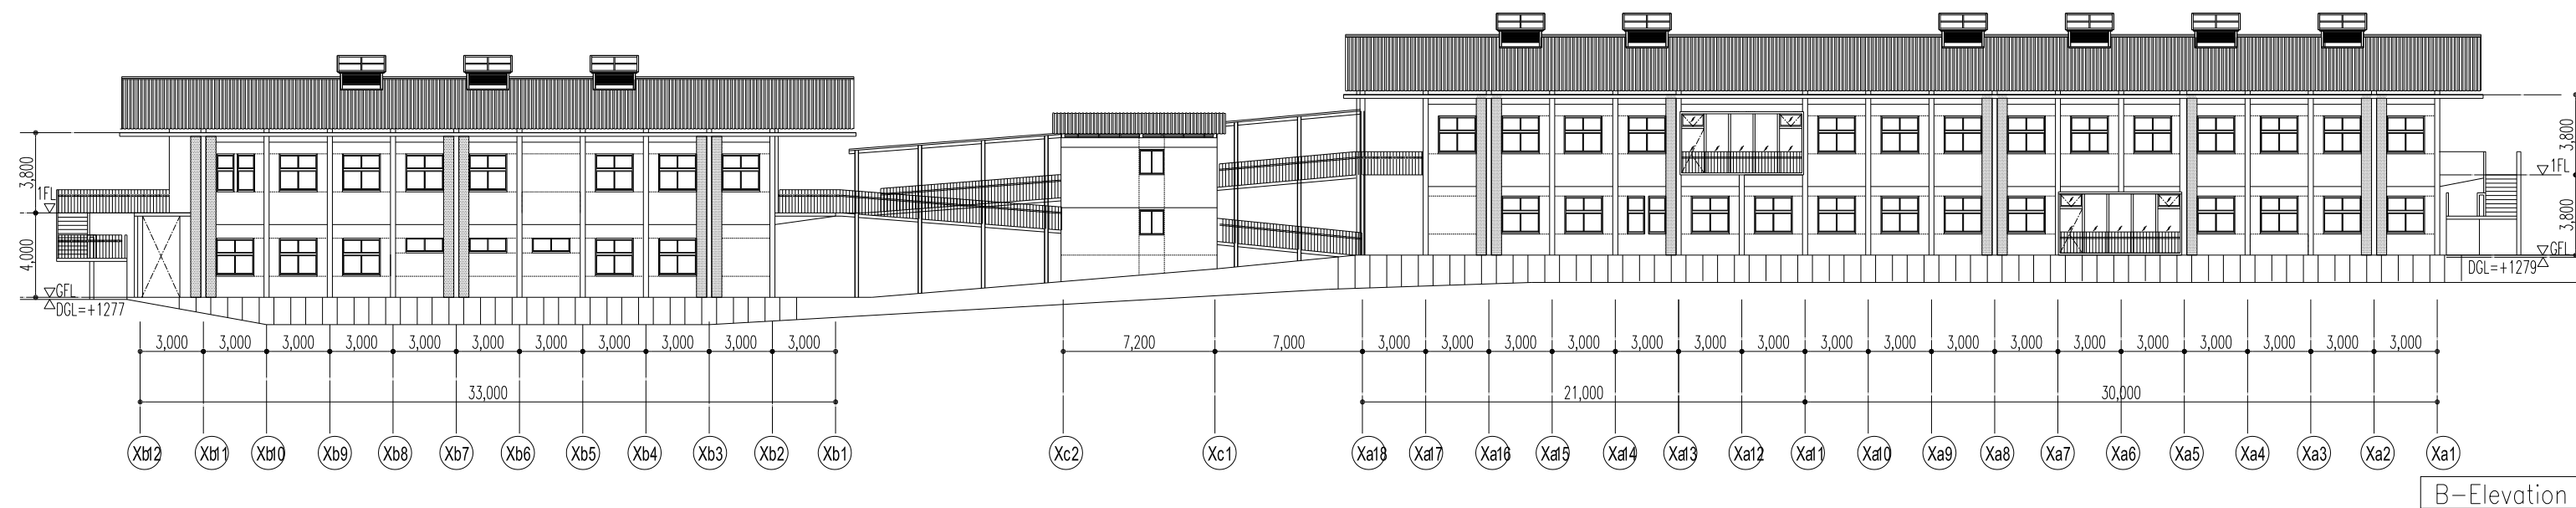 3,800
1FL
4,000
GFL
DGL=+1277
3,800
1FL
3,800
GFL
DGL=+1279
3,000 3,000 3,000 3,000 3,000 3,000 3,000 3,000 3,000 3,000 3,000 7,200 7,000 3,000 3,000 3,000 3,000 3,000 3,000 3,000 3,000 3,000 3,000 3,000 3,000 3,000 3,000 3,000 3,000 3,000
33,000 21,000 30,000
Xb12 Xb11 Xb10 Xb9 Xb8 Xb7 Xb6 Xb5 Xb4 Xb3 Xb2 Xb1 Xc2 Xc1 Xa18 Xa17 Xa16 Xa15 Xa14 Xa13 Xa12 Xa11 Xa10 Xa9 Xa8 Xa7 Xa6 Xa5 Xa4 Xa3 Xa2 Xa1
B-Elevation